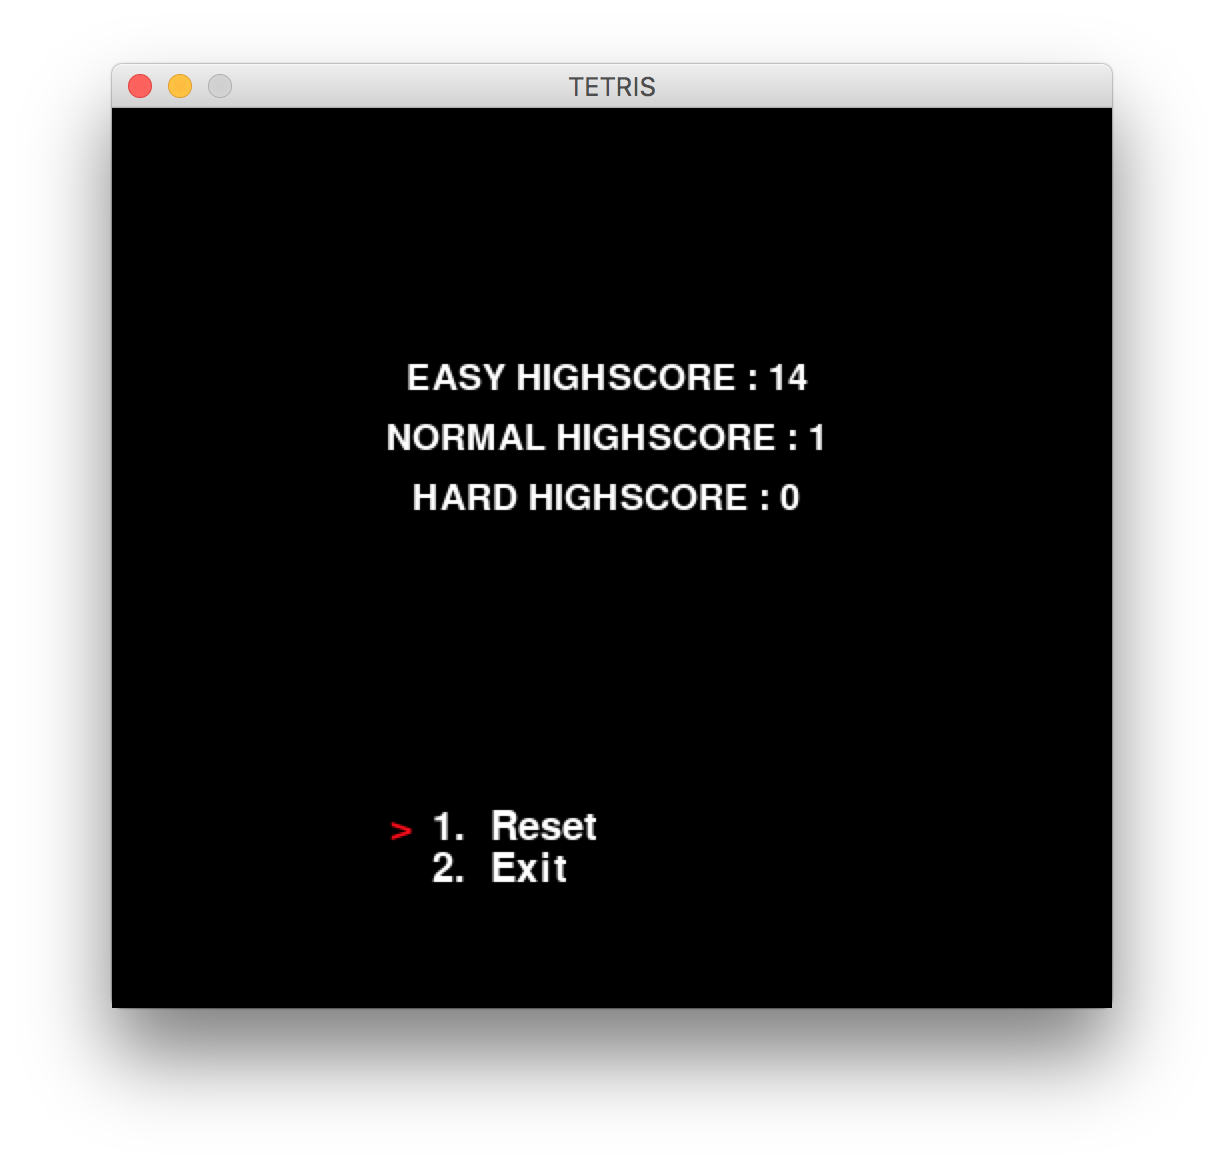 TETRIS
EASY HIGHSCORE : 14
NORMAL HIGHSCORE : 1
HARD HIGHSCORE : 0
> 1. Reset
2. Exit